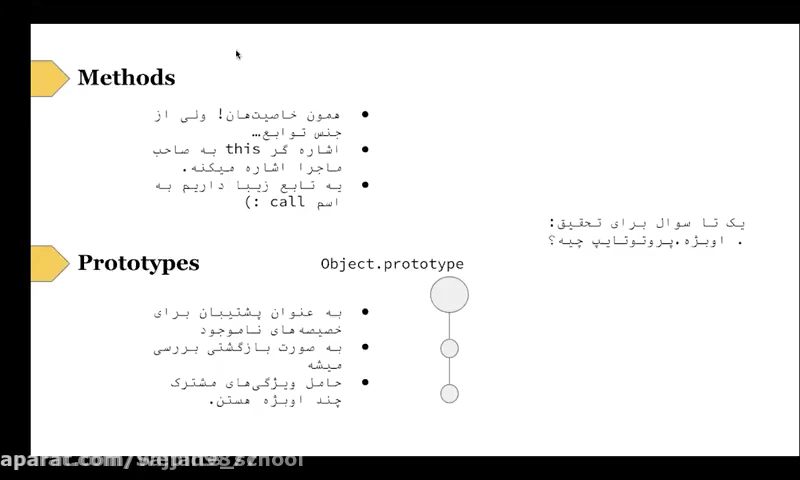 Methods
همون خاصیت‌هان! ولی از
جنس توابع…
اشاره گر this به صاحب
ماجرا اشاره میکنه.
یه تابع زیبا داریم به
اسم call :)
یک تا سوال برای تحقیق:
. اوبژه.پروتوتایپ چیه؟
Prototypes
Object.prototype
به عنوان پشتیبان برای
خصیصه‌های ناموجود
به صورت بازگشتی بررسی
میشه
حامل ویژگی‌های مشترک
چند اوبژه هستن.